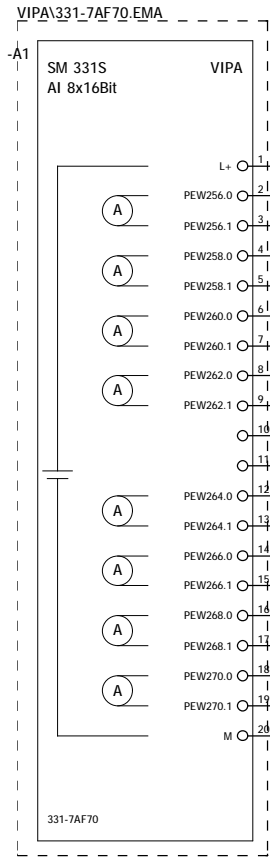 VIPA\331-7AF70.EMA
-A1
SM 331S VIPA
AI 8x16Bit
L+ 1
PEW256.0 2
A
PEW256.1 3
PEW258.0 4
A
PEW258.1 5
PEW260.0 6
A
PEW260.1 7
PEW262.0 8
A
PEW262.1 9
10
11
PEW264.0 12
A
PEW264.1 13
PEW266.0 14
A
PEW266.1 15
PEW268.0 16
A
PEW268.1 17
PEW270.0 18
A
PEW270.1 19
M 20
331-7AF70